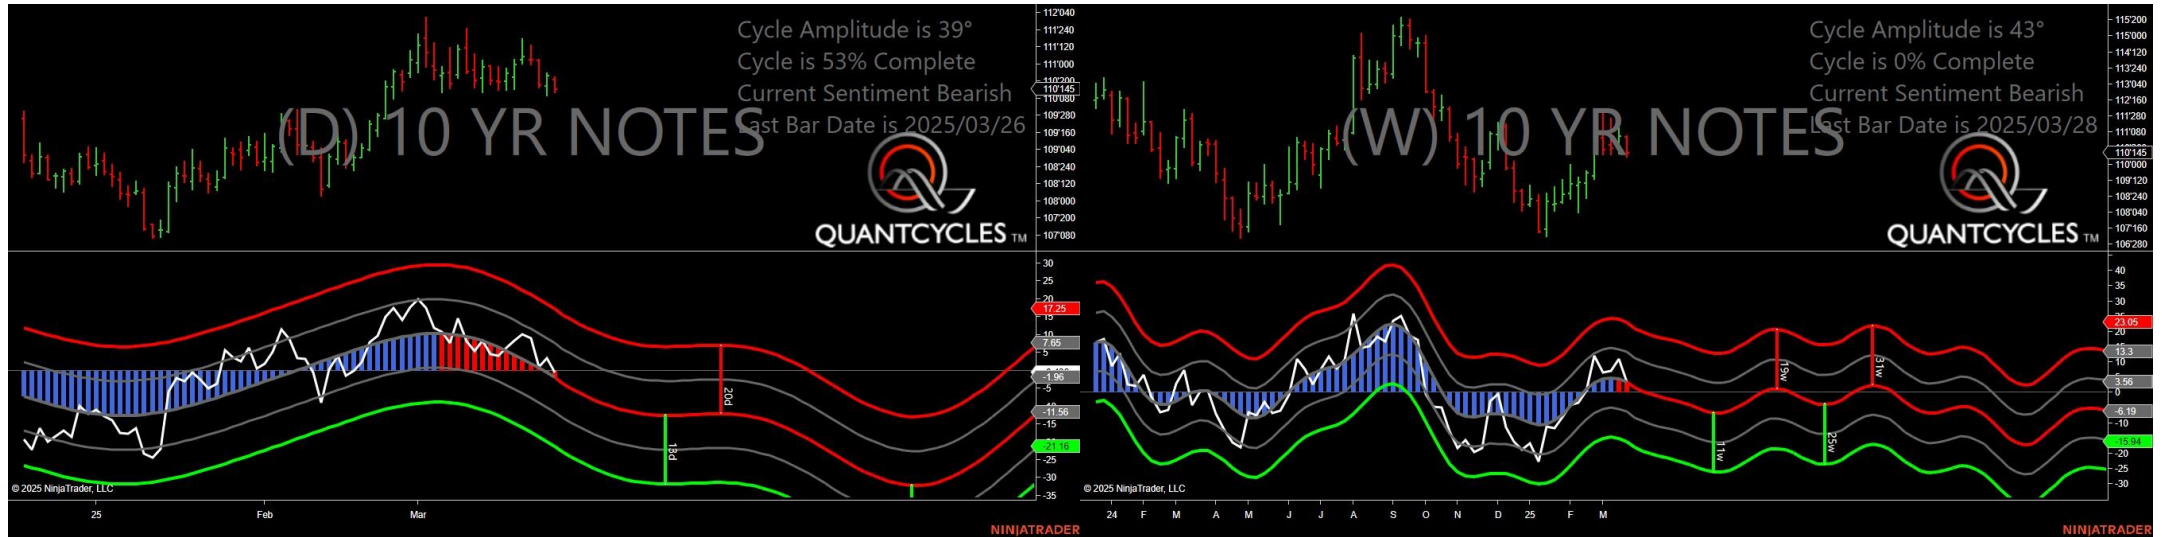 Cycle Amplitude is 39°
Cycle is 53% Complete
Current Sentiment Bearish
Last Bar Date is 2025/03/26
(D) 10 YR NOTES
QUANTCYCLES TM
112'040
111'240
111'120
111'000
110'200
110'145
110'080
109'280
109'160
109'040
108'240
108'120
108'000
107'200
107'080
30
25
20
17.25
15
10
7.65
5
-1.96
-5
-11.56
-15
-21.16
-25
-30
-35
13d
20d
© 2025 NinjaTrader, LLC
25 Feb Mar
NINJATRADER
Cycle Amplitude is 43°
Cycle is 0% Complete
Current Sentiment Bearish
Last Bar Date is 2025/03/28
(W) 10 YR NOTES
QUANTCYCLES TM
115'200
115'000
114'120
113'240
113'040
112'160
111'280
111'080
110'145
110'000
109'120
108'240
108'040
107'160
106'280
40
35
30
23.05
13.3
10
3.56
0
-6.19
-10
-15.94
-20
-25
-30
11w
19w
25w
31w
© 2025 NinjaTrader, LLC
24 F M A M J J A S O N D 25 F M
NINJATRADER